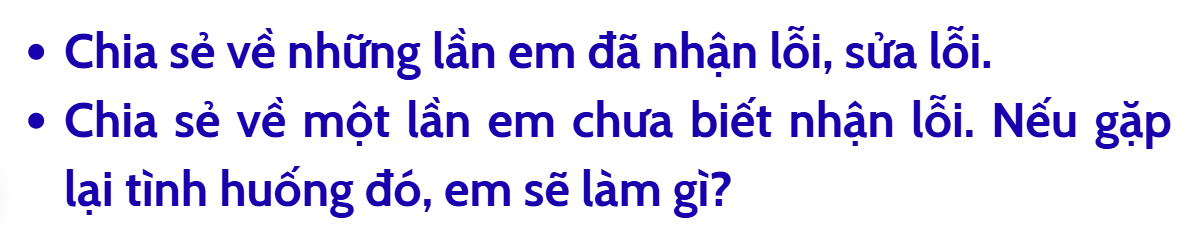 • Chia sẻ về những lần em đã nhận lỗi, sửa lỗi.
• Chia sẻ về một lần em chưa biết nhận lỗi. Nếu gặp
lại tình huống đó, em sẽ làm gì?